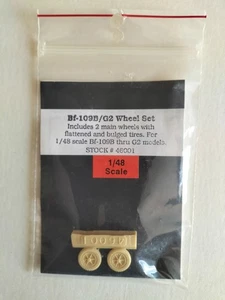 Bf-109B/G2 Wheel Set
Includes 2 main wheels with
flattened and bulged tires. For
1/48 scale Bf-109B thru G2 models.
STOCK # 48001
1/48
Scale